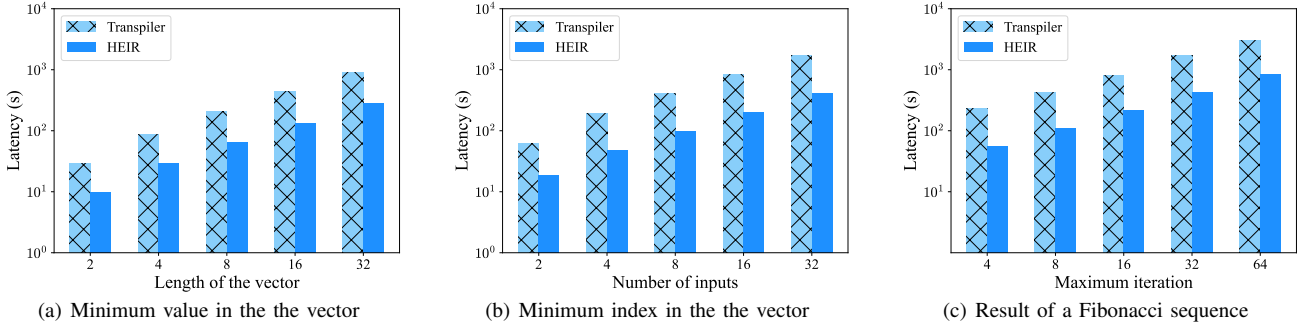 10^4
10^3
10^2
10^1
10^0
Latency (s)
Transpiler
HEIR
2 4 8 16 32
Length of the vector
(a) Minimum value in the the vector
10^4
10^3
10^2
10^1
10^0
Latency (s)
Transpiler
HEIR
2 4 8 16 32
Number of inputs
(b) Minimum index in the the vector
10^4
10^3
10^2
10^1
Latency (s)
Transpiler
HEIR
4 8 16 32 64
Maximum iteration
(c) Result of a Fibonacci sequence